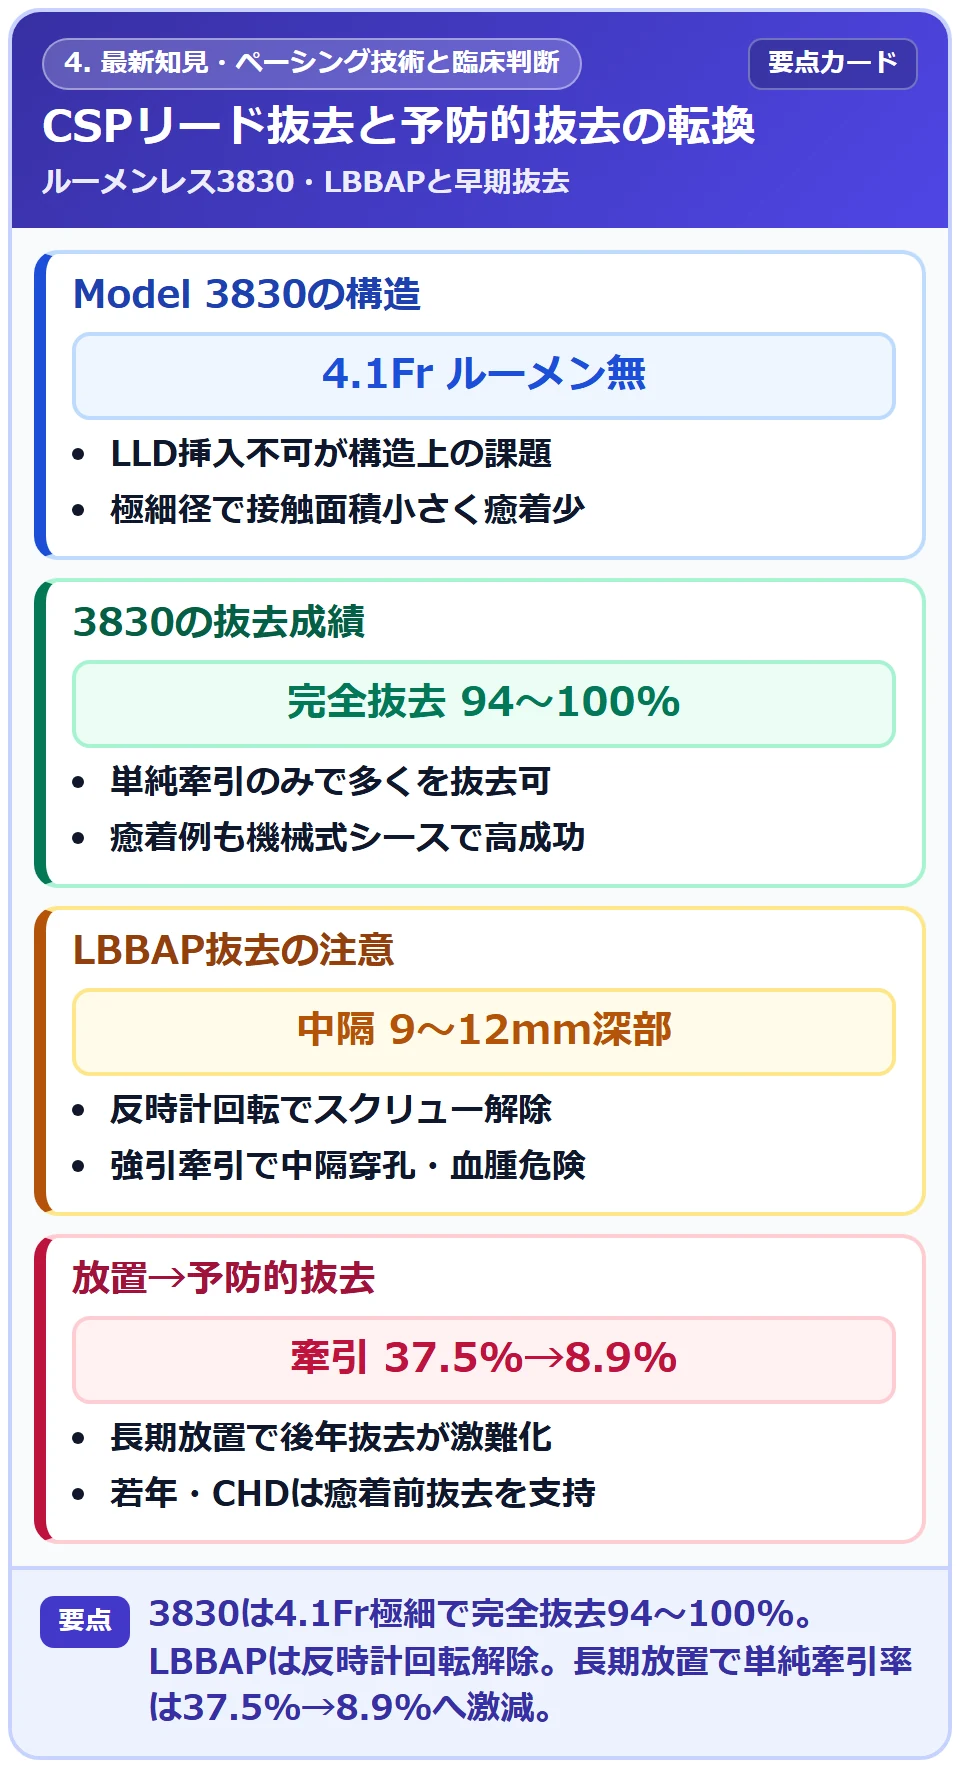 4. 最新知見・ペーシング技術と臨床判断
要点カード
CSPリード抜去と予防的抜去の転換
ルーメンレス3830・LBBAPと早期抜去
Model 3830の構造
4.1Fr ルーメン無
• LLD挿入不可が構造上の課題
• 極細径で接触面積小さく癒着少
3830の抜去成績
完全抜去 94〜100%
• 単純牽引のみで多くを抜去可
• 癒着例も機械式シースで高成功
LBBAP抜去の注意
中隔 9〜12mm深部
• 反時計回転でスクリュー解除
• 強引牽引で中隔穿孔・血腫危険
放置→予防的抜去
牽引 37.5%→8.9%
• 長期放置で後年抜去が激難化
• 若年・CHDは癒着前抜去を支持
要点
3830は4.1Fr極細で完全抜去94〜100%。
LBBAPは反時計回転解除。長期放置で単純牽引率
は37.5%→8.9%へ激減。